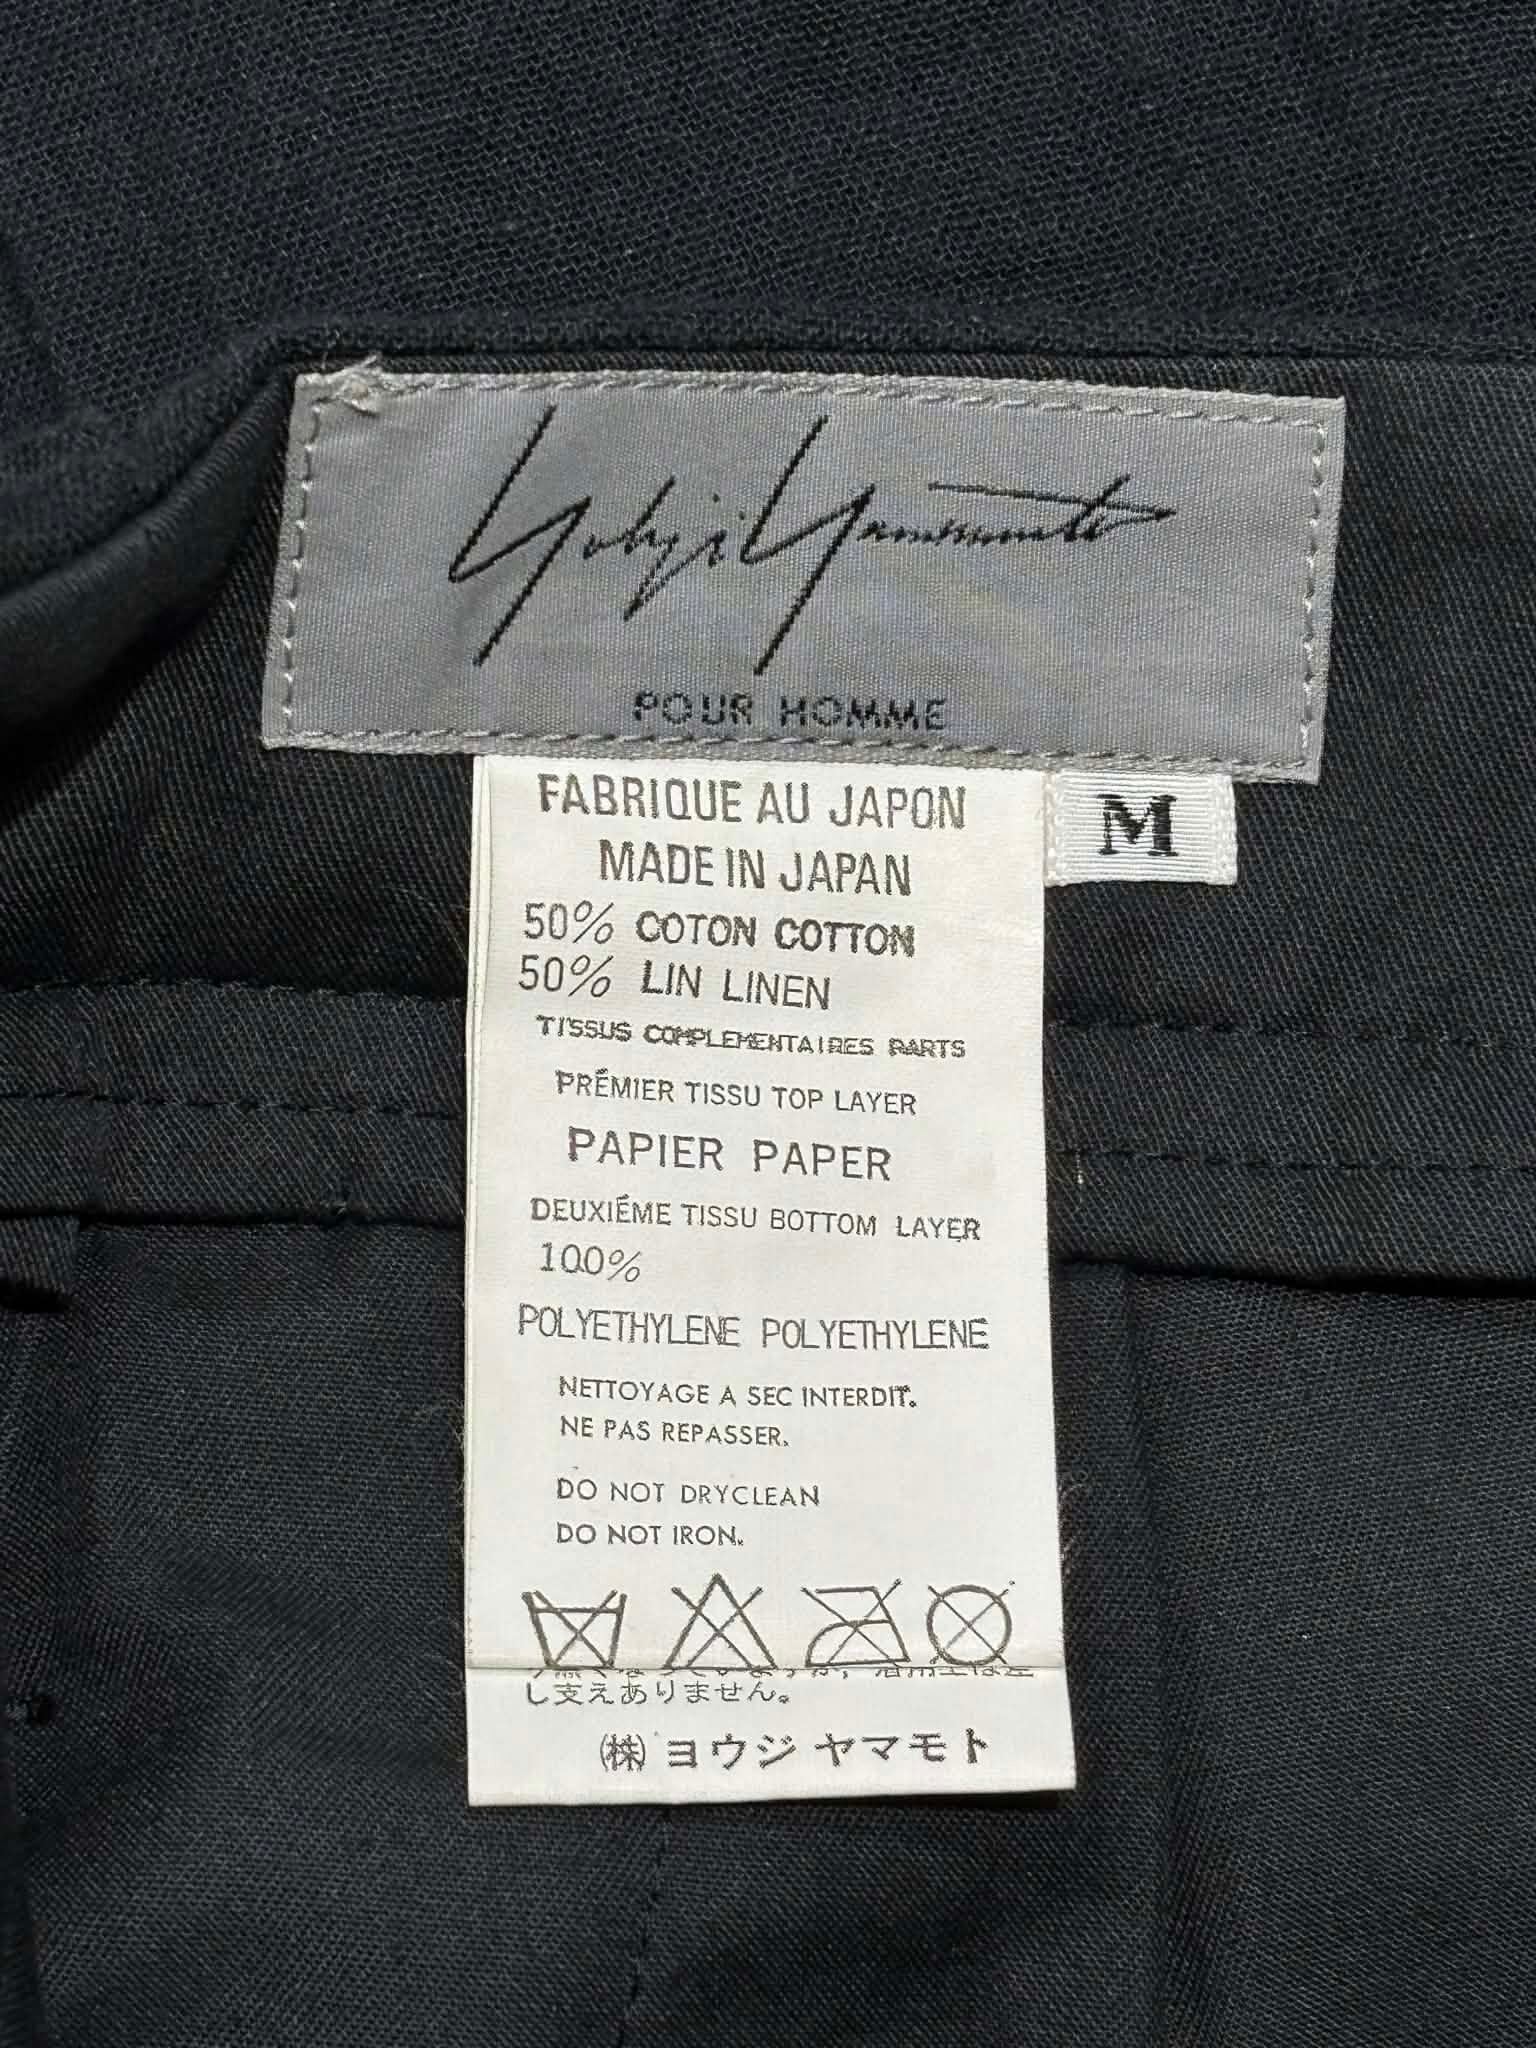 Yohji Yamamoto
POUR HOMME
FABRIQUE AU JAPON
M
MADE IN JAPAN
50% COTON COTTON
50% LIN LINEN
TISSUS COMPLEMENTAIRES PARTS
PRÉMIER TISSU TOP LAYER
PAPIER PAPER
DEUXIÉME TISSU BOTTOM LAYER
100%
POLYETHYLENE POLYETHYLENE
NETTOYAGE A SEC INTERDIT.
NE PAS REPASSER.
DO NOT DRYCLEAN
DO NOT IRON.
し支えありません。
(株) ヨウジ ヤマモト